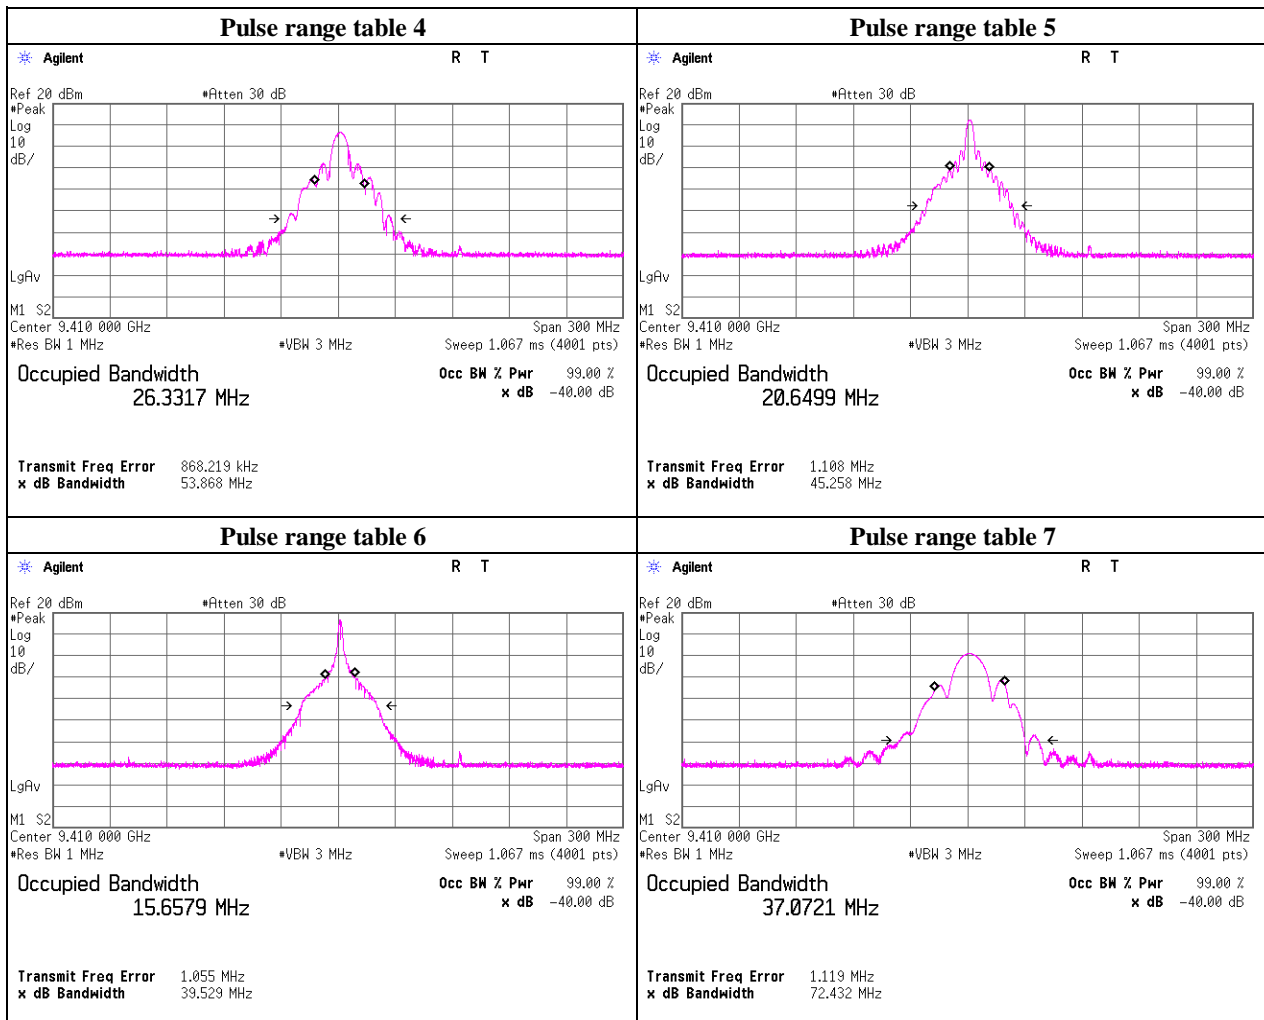 Pulse range table 4
Agilent
R T
Ref 20 dBm
#Atten 30 dB
#Peak
Log
10
dB/
LgAv
M1 S2
Center 9.410 000 GHz
Span 300 MHz
#Res BW 1 MHz
#VBW 3 MHz
Sweep 1.067 ms (4001 pts)
Occupied Bandwidth
26.3317 MHz
Occ BW % Pwr 99.00 %
x dB -40.00 dB
Transmit Freq Error 868.219 kHz
x dB Bandwidth 53.868 MHz
Pulse range table 5
Agilent
R T
Ref 20 dBm
#Atten 30 dB
#Peak
Log
10
dB/
LgAv
M1 S2
Center 9.410 000 GHz
Span 300 MHz
#Res BW 1 MHz
#VBW 3 MHz
Sweep 1.067 ms (4001 pts)
Occupied Bandwidth
20.6499 MHz
Occ BW % Pwr 99.00 %
x dB -40.00 dB
Transmit Freq Error 1.108 MHz
x dB Bandwidth 45.258 MHz
Pulse range table 6
Agilent
R T
Ref 20 dBm
#Atten 30 dB
#Peak
Log
10
dB/
LgAv
M1 S2
Center 9.410 000 GHz
Span 300 MHz
#Res BW 1 MHz
#VBW 3 MHz
Sweep 1.067 ms (4001 pts)
Occupied Bandwidth
15.6579 MHz
Occ BW % Pwr 99.00 %
x dB -40.00 dB
Transmit Freq Error 1.055 MHz
x dB Bandwidth 39.529 MHz
Pulse range table 7
Agilent
R T
Ref 20 dBm
#Atten 30 dB
#Peak
Log
10
dB/
LgAv
M1 S2
Center 9.410 000 GHz
Span 300 MHz
#Res BW 1 MHz
#VBW 3 MHz
Sweep 1.067 ms (4001 pts)
Occupied Bandwidth
37.0721 MHz
Occ BW % Pwr 99.00 %
x dB -40.00 dB
Transmit Freq Error 1.119 MHz
x dB Bandwidth 72.432 MHz